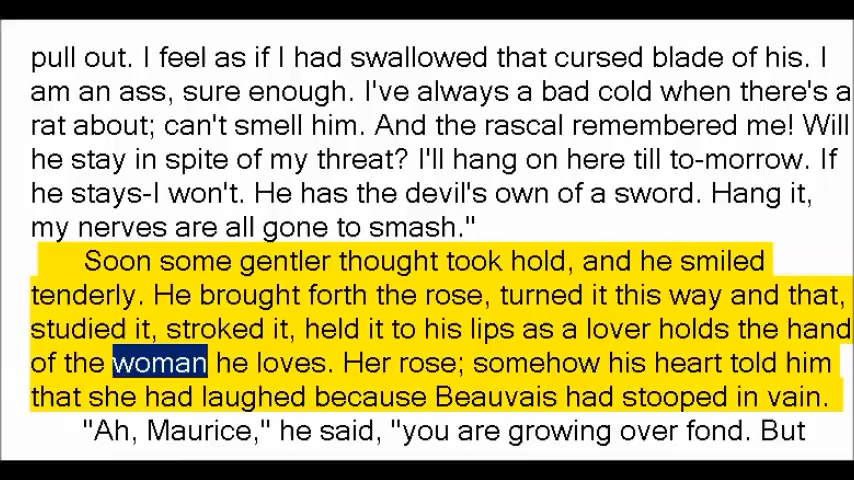 pull out. I feel as if I had swallowed that cursed blade of his. I
am an ass, sure enough. I've always a bad cold when there's a
rat about; can't smell him. And the rascal remembered me! Will
he stay in spite of my threat? I'll hang on here till to-morrow. If
he stays-I won't. He has the devil's own of a sword. Hang it,
my nerves are all gone to smash."
Soon some gentler thought took hold, and he smiled
tenderly. He brought forth the rose, turned it this way and that,
studied it, stroked it, held it to his lips as a lover holds the hand
of the woman he loves. Her rose; somehow his heart told him
that she had laughed because Beauvais had stooped in vain.
"Ah, Maurice," he said, "you are growing over fond. But